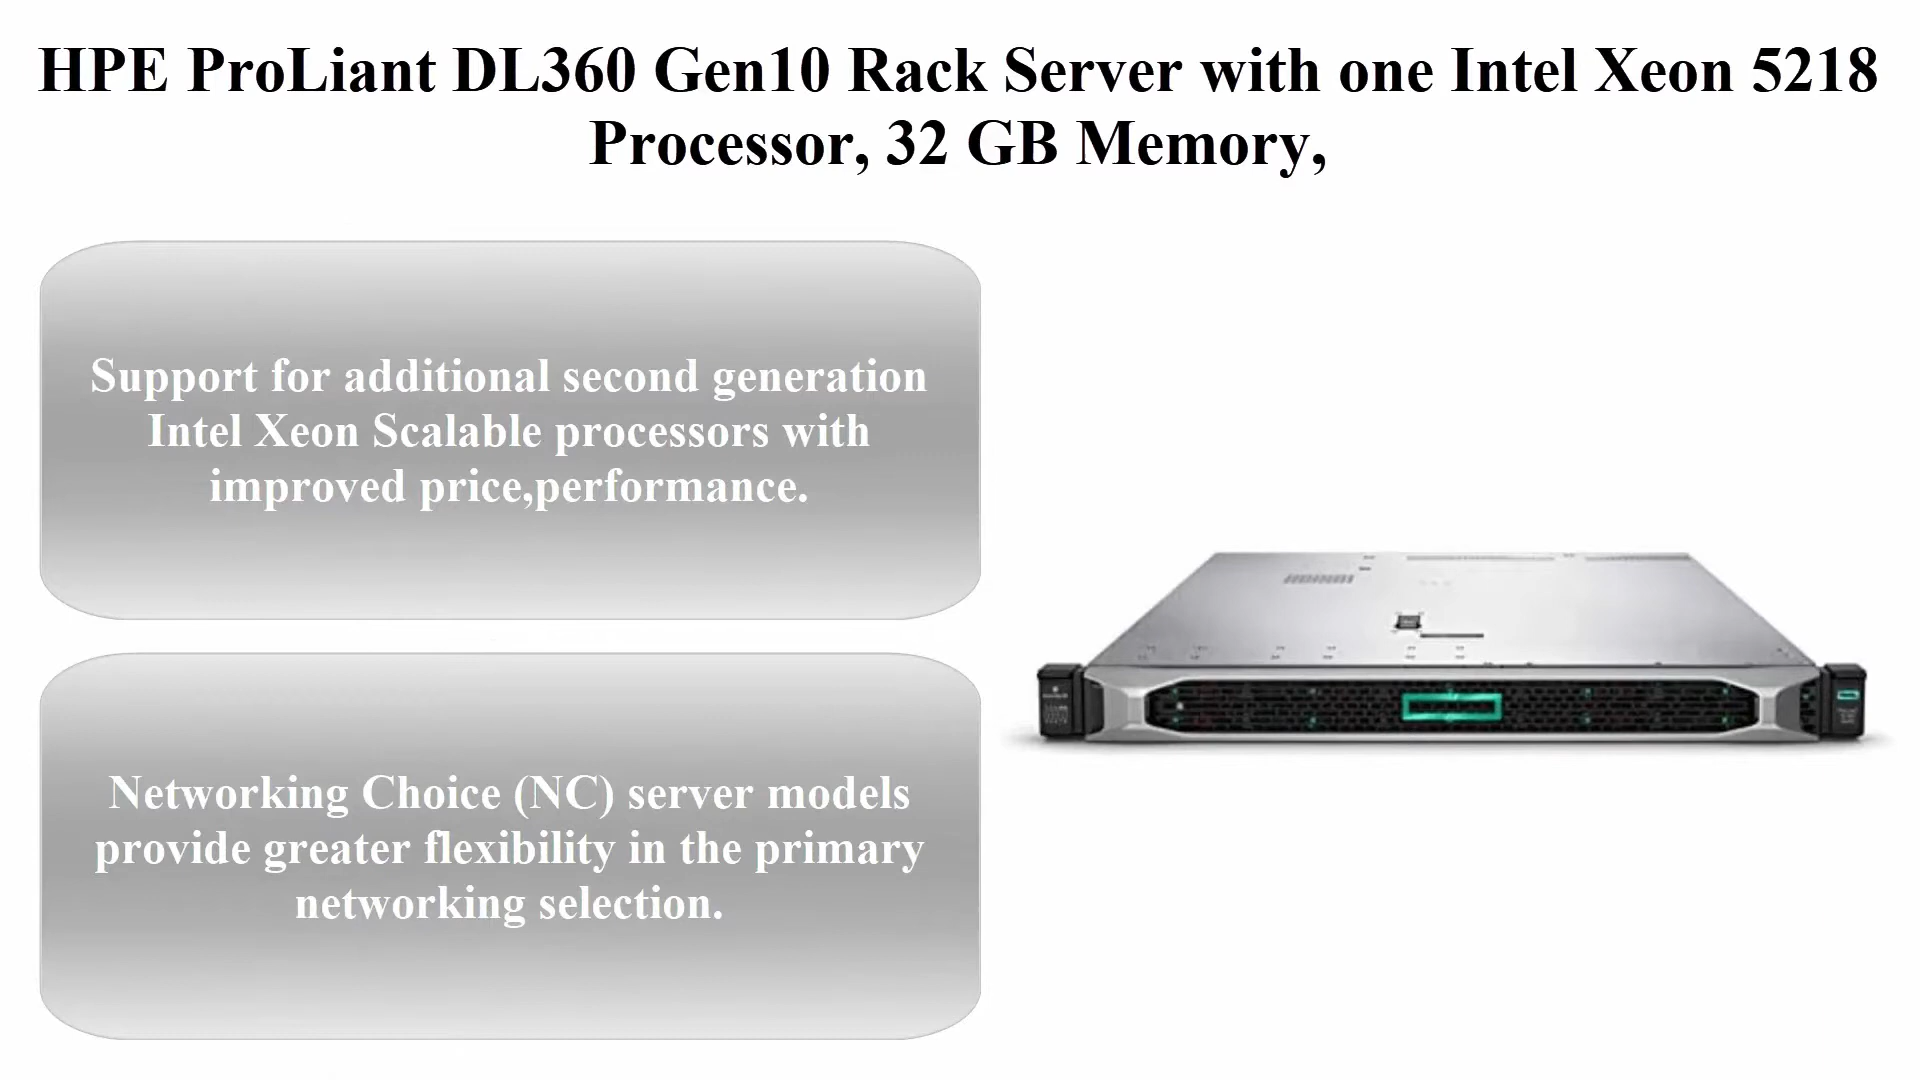 HPE ProLiant DL360 Gen10 Rack Server with one Intel Xeon 5218
Processor, 32 GB Memory,
Support for additional second generation
Intel Xeon Scalable processors with
improved price,performance.
Networking Choice (NC) server models
provide greater flexibility in the primary
networking selection.